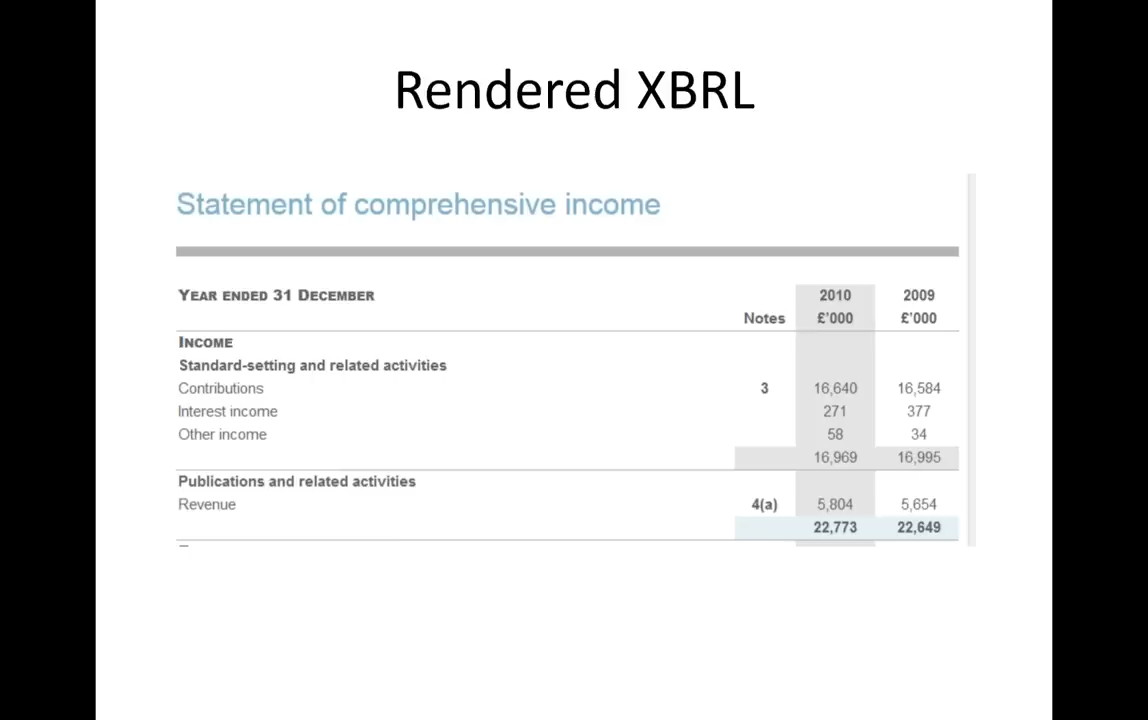 Rendered XBRL
Statement of comprehensive income
YEAR ENDED 31 DECEMBER 2010 2009
Notes £'000 £'000
INCOME
Standard-setting and related activities
Contributions 3 16,640 16,584
Interest income 271 377
Other income 58 34
16,969 16,995
Publications and related activities
Revenue 4(a) 5,804 5,654
22,773 22,649